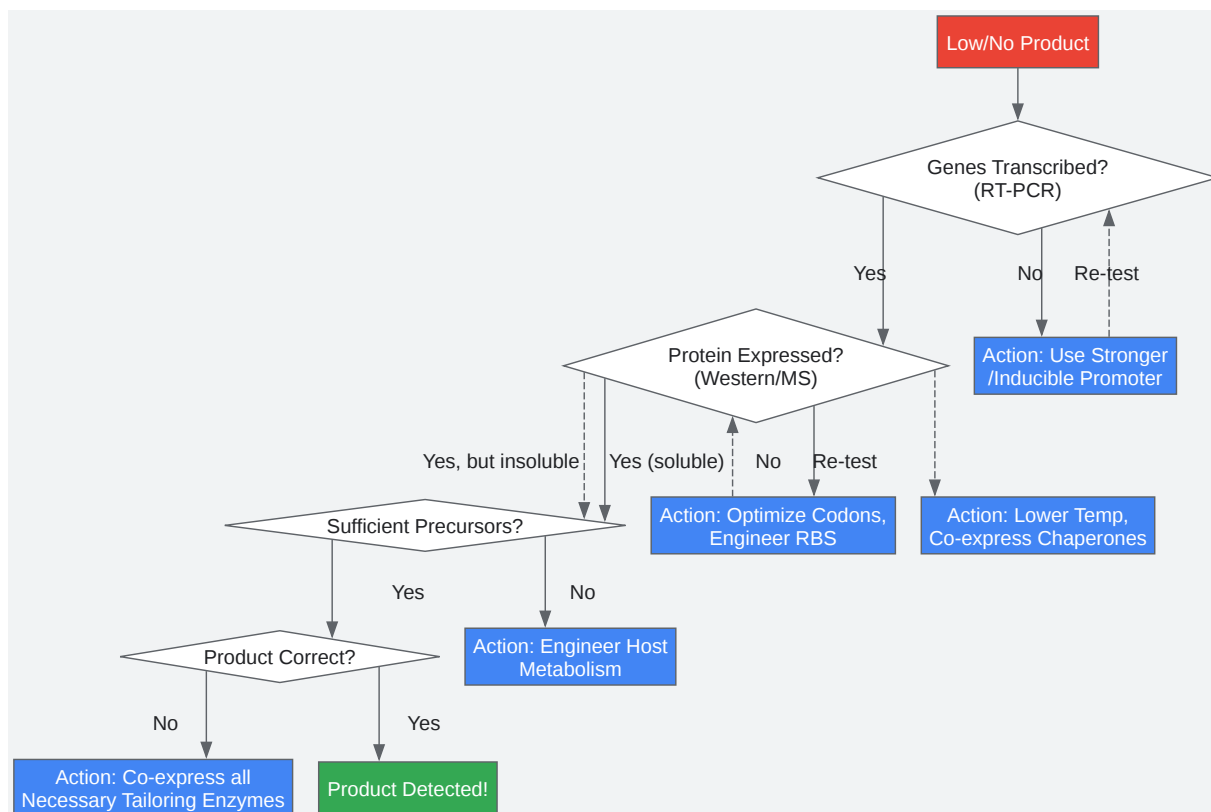 Low/No Product
Genes Transcribed?
(RT-PCR)
Yes
No
Re-test
Protein Expressed?
(Western/MS)
Action: Use Stronger
/Inducible Promoter
Yes, but insoluble
Yes (soluble)
No
Re-test
Sufficient Precursors?
Action: Optimize Codons,
Engineer RBS
Action: Lower Temp,
Co-express Chaperones
Yes
No
Product Correct?
Action: Engineer Host
Metabolism
No
Yes
Action: Co-express all
Necessary Tailoring Enzymes
Product Detected!